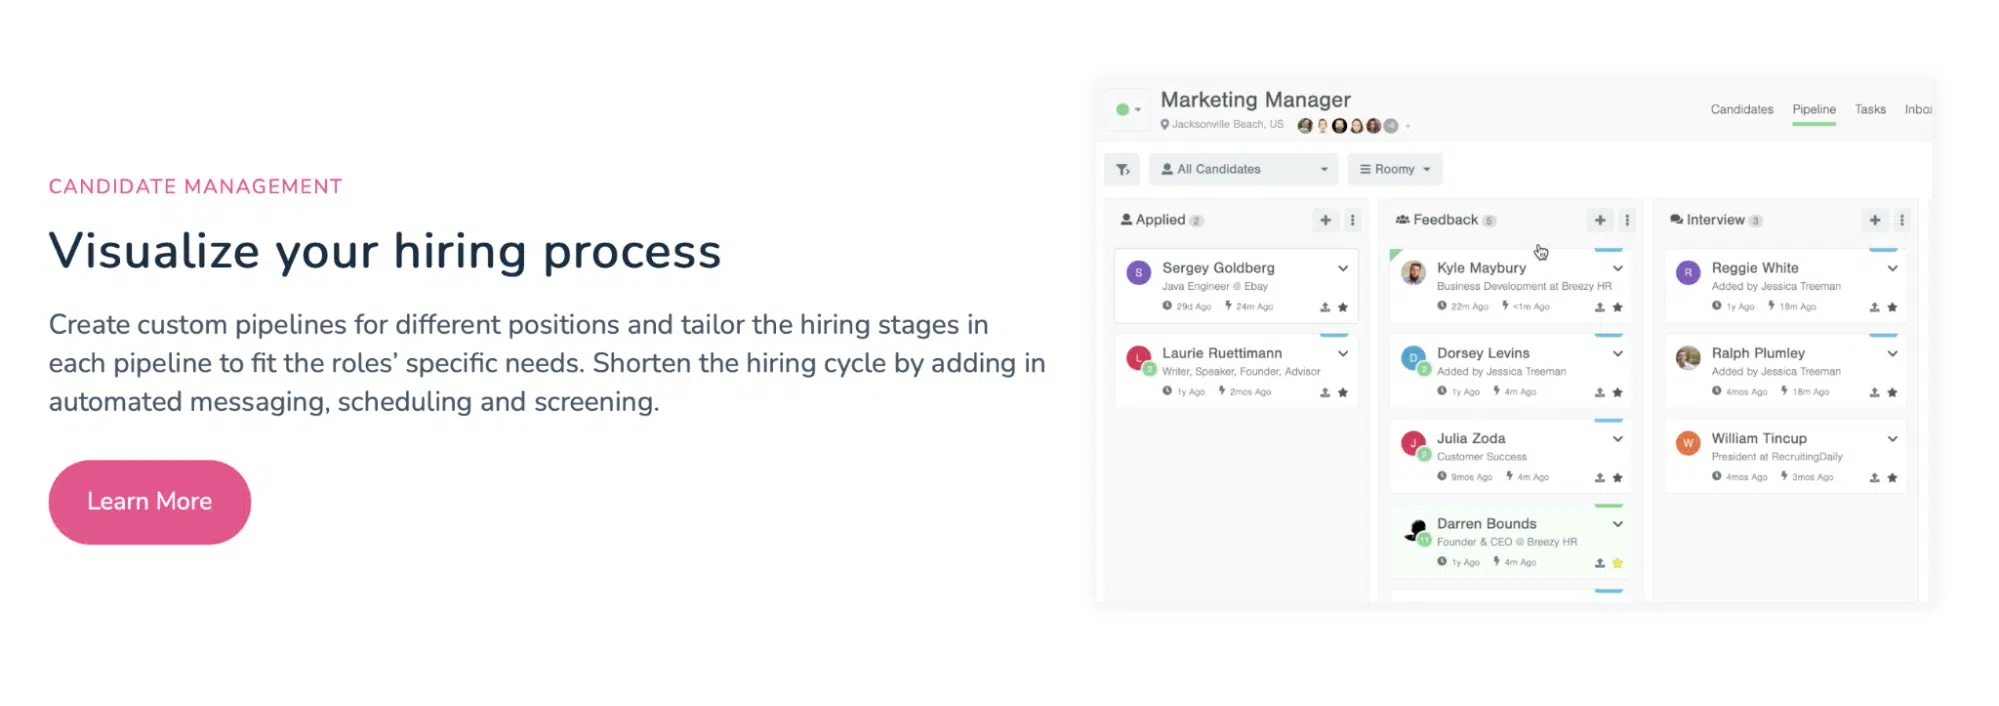 CANDIDATE MANAGEMENT
Visualize your hiring process
Create custom pipelines for different positions and tailor the hiring stages in
each pipeline to fit the roles’ specific needs. Shorten the hiring cycle by adding in
automated messaging, scheduling and screening.
Learn More
Marketing Manager
Jacksonville Beach, US
+
Candidates Pipeline Tasks Inbox
All Candidates Roomy
Applied 2
S
Sergey Goldberg
Java Engineer @ Ebay
29d Ago 24m Ago
L
2
Laurie Ruettimann
Writer, Speaker, Founder, Advisor
1y Ago 2mos Ago
Feedback 5
Kyle Maybury
Business Development at Breezy HR
22m Ago <1m Ago
D
2
Dorsey Levins
Added by Jessica Treeman
1y Ago 4m Ago
J
2
Julia Zoda
Customer Success
9mos Ago 4m Ago
11
Darren Bounds
Founder & CEO @ Breezy HR
1y Ago 4m Ago
Interview 3
R
Reggie White
Added by Jessica Treeman
1y Ago 18m Ago
Ralph Plumley
Added by Jessica Treeman
4mos Ago 18m Ago
W
William Tincup
President at RecruitingDaily
4mos Ago 3mos Ago